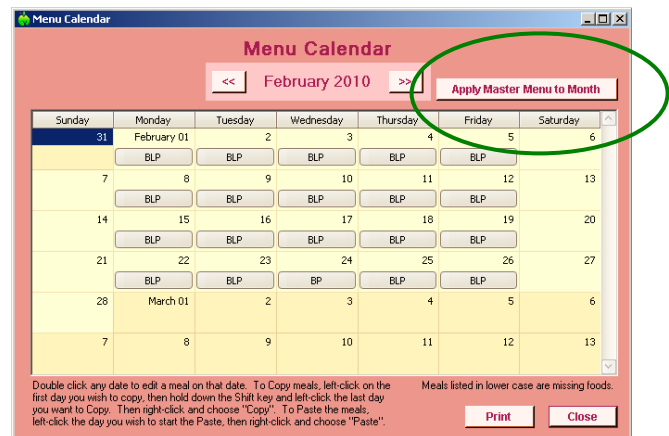 Menu Calendar
Menu Calendar
<< February 2010 >>
Apply Master Menu to Month
Sunday Monday Tuesday Wednesday Thursday Friday Saturday
31 February 01 2 3 4 5 6
BLP BLP BLP BLP BLP
7 8 9 10 11 12 13
BLP BLP BLP BLP BLP
14 15 16 17 18 19 20
BLP BLP BLP BLP BLP
21 22 23 24 25 26 27
BLP BLP BP BLP BLP
28 March 01 2 3 4 5 6
7 8 9 10 11 12 13
Double click any date to edit a meal on that date. To Copy meals, left-click on the
first day you wish to copy, then hold down the Shift key and left-click the last day
you want to Copy. Then right-click and choose "Copy". To Paste the meals,
left-click the day you wish to start the Paste, then right-click and choose "Paste".
Meals listed in lower case are missing foods.
Print Close